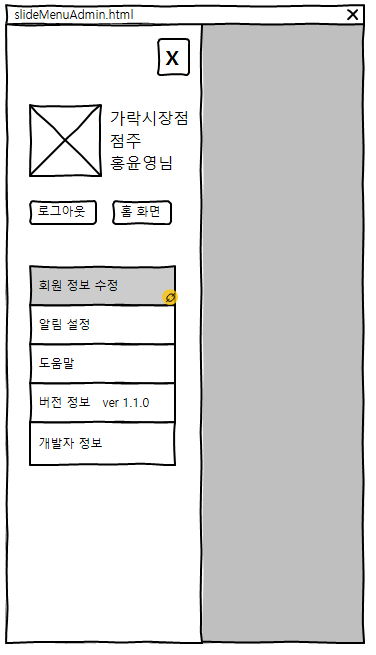 slideMenuAdmin.html
X
가락시장점
점주
홍윤영님
로그아웃
홈 화면
회원 정보 수정
알림 설정
도움말
버전 정보 ver 1.1.0
개발자 정보